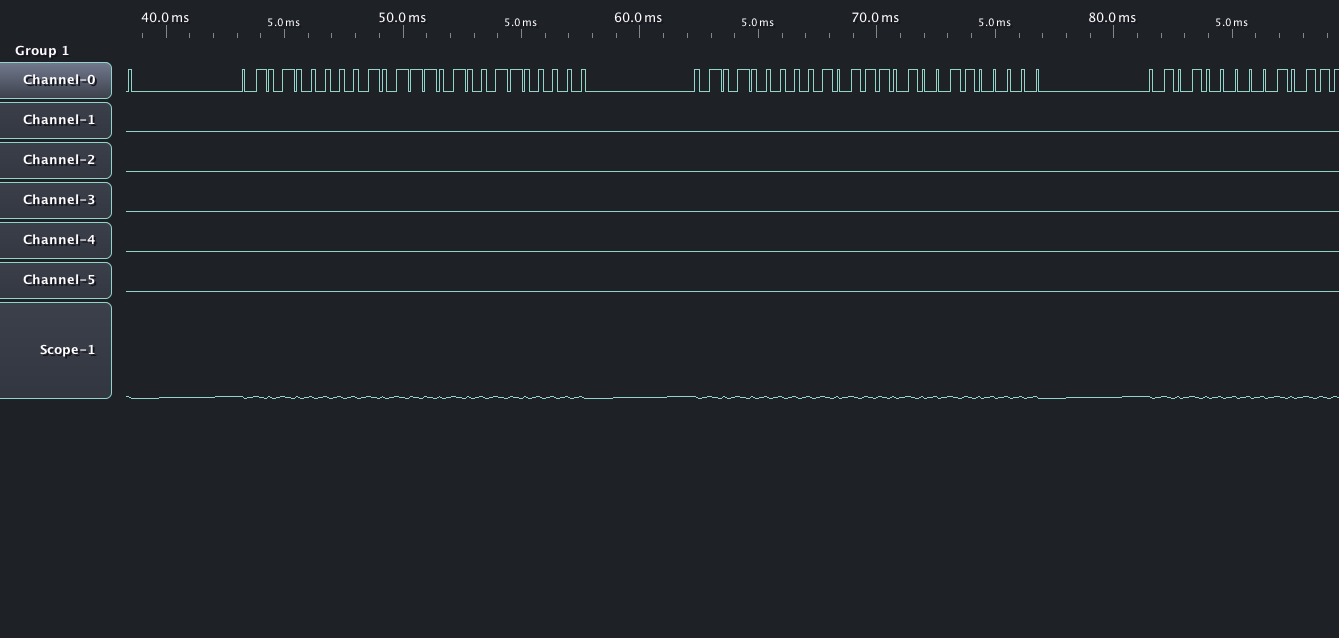 40.0 ms 5.0 ms 50.0 ms 5.0 ms 60.0 ms 5.0 ms 70.0 ms 5.0 ms 80.0 ms 5.0 ms
Group 1
Channel-0
Channel-1
Channel-2
Channel-3
Channel-4
Channel-5
Scope-1